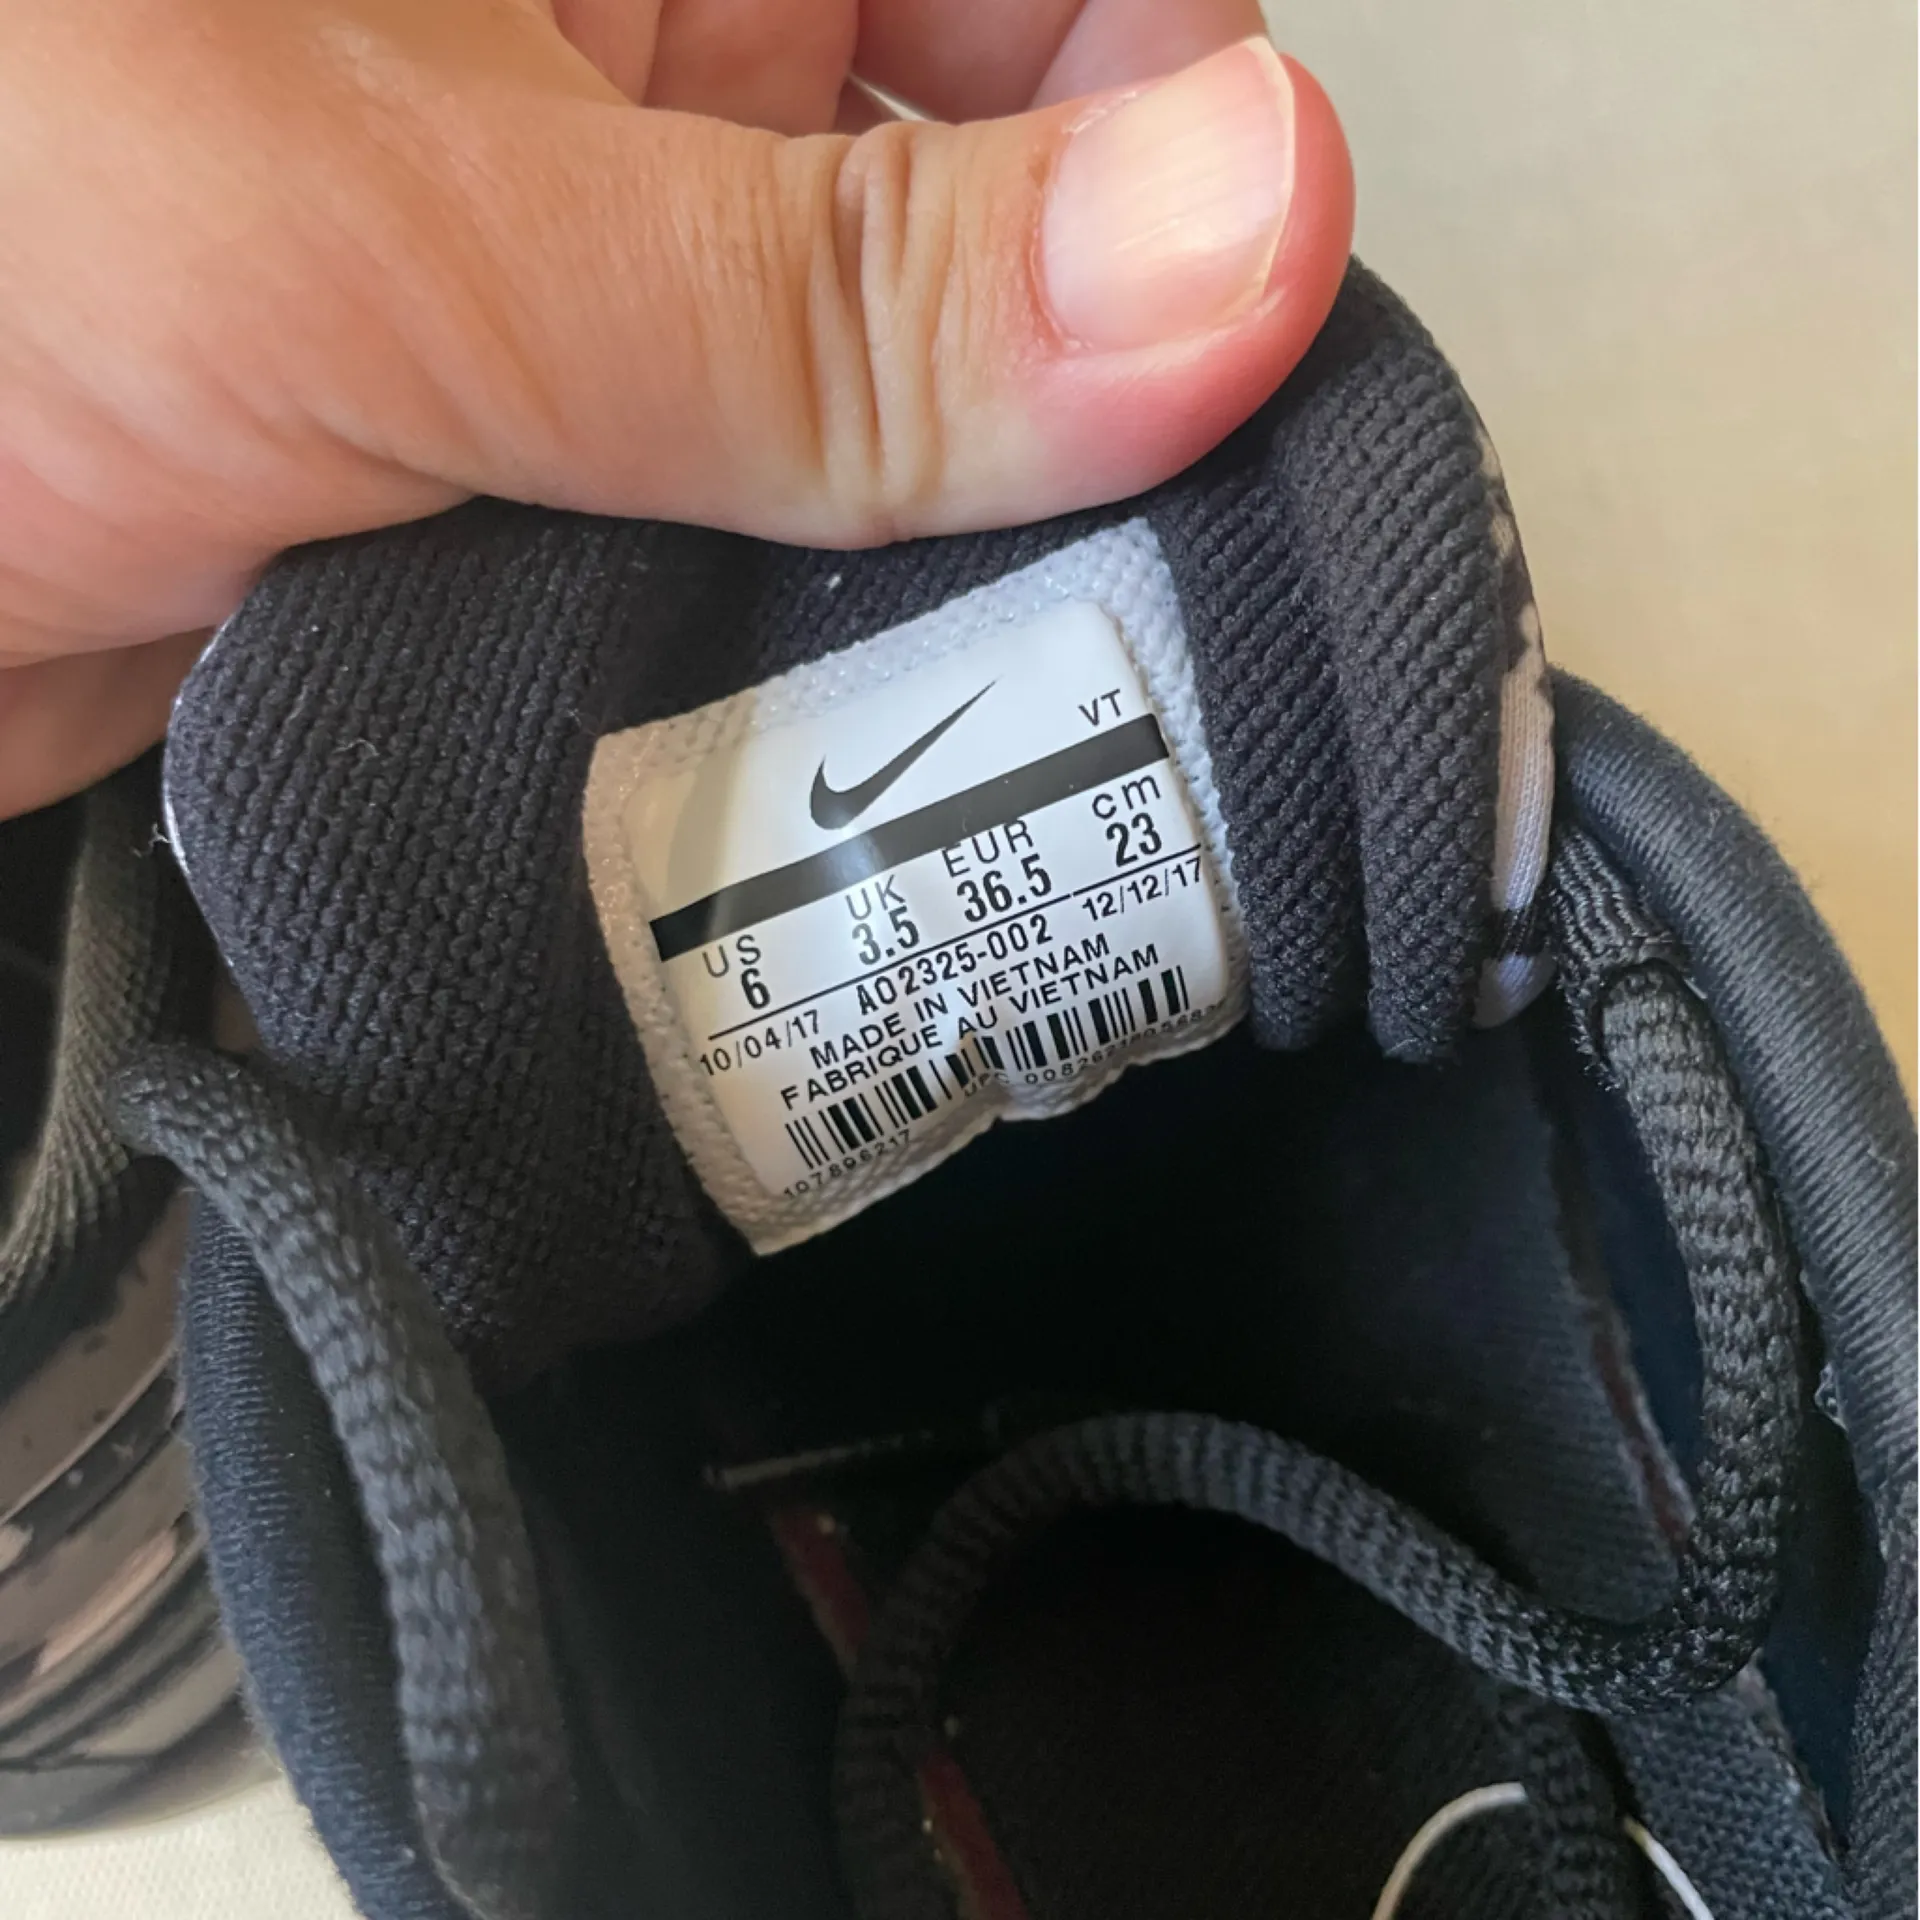 VT
US UK EUR cm
6 3.5 36.5 23
10/04/17 AO2325-002 12/12/17
MADE IN VIETNAM
FABRIQUE AU VIETNAM